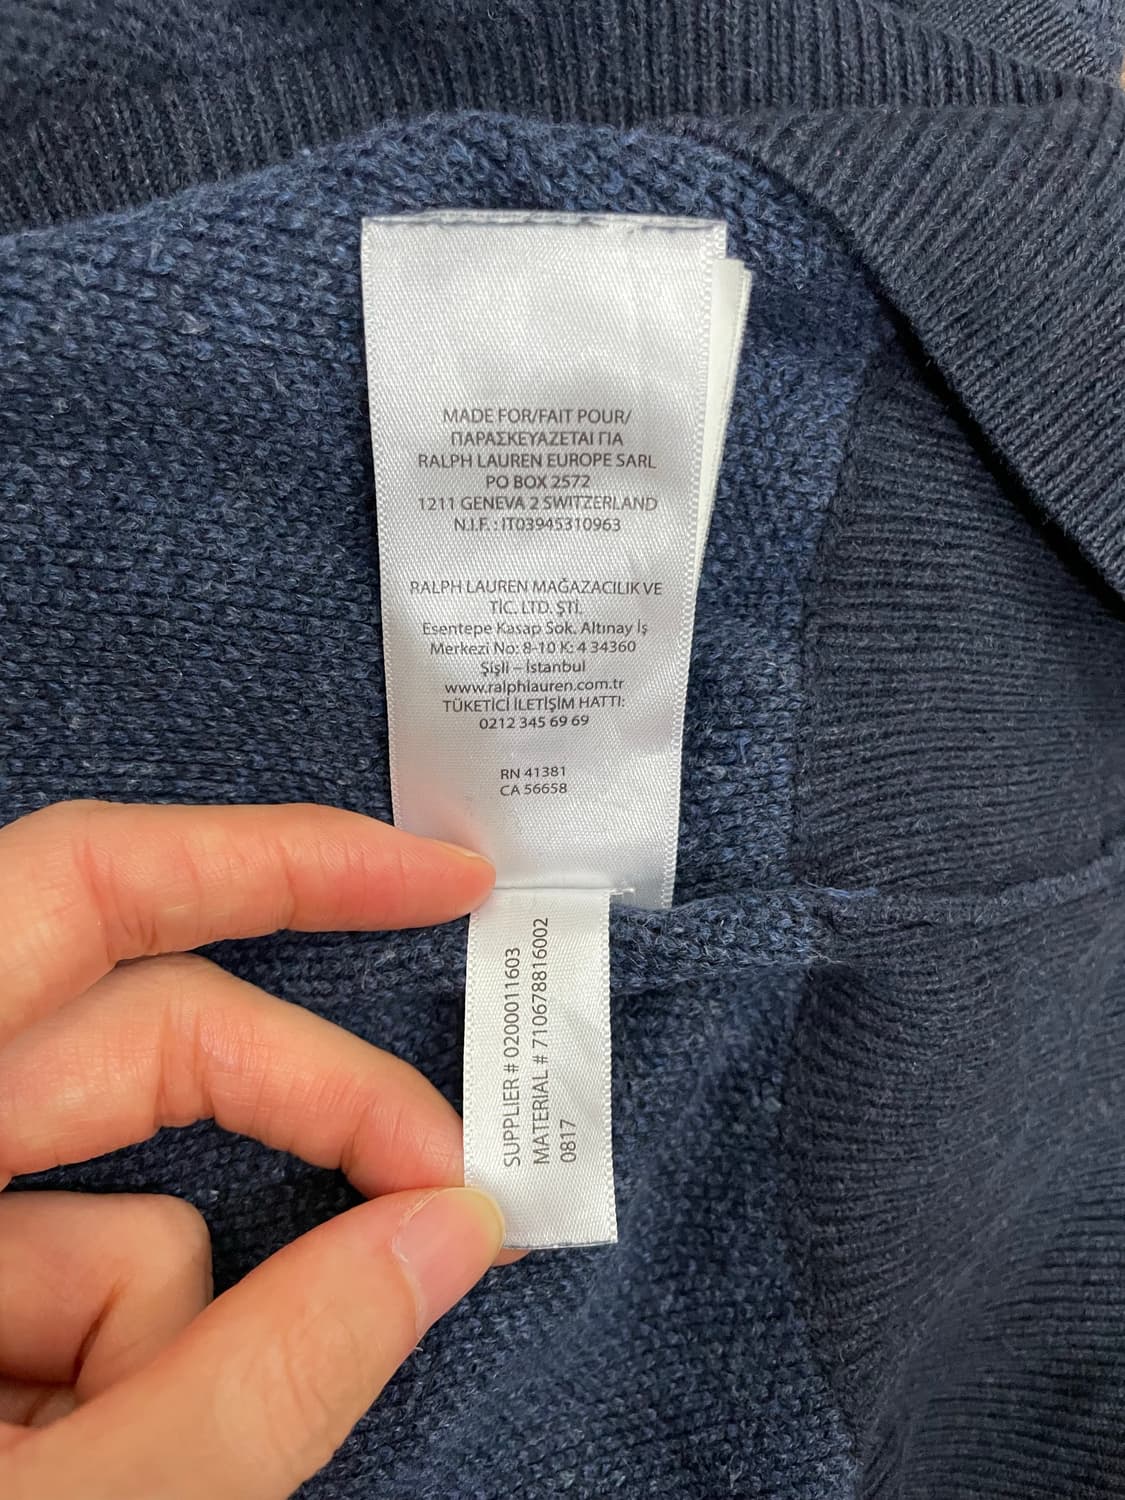 MADE FOR/FAIT POUR/
ΠΑΡΑΣΚΕΥΑΖΕΤΑΙ ΓΙΑ
RALPH LAUREN EUROPE SARL
PO BOX 2572
1211 GENEVA 2 SWITZERLAND
N.I.F. : IT03945310963
RALPH LAUREN MAĞAZACILIK VE
TİC. LTD. ŞTİ.
Esentepe Kasap Sok. Altınay İş
Merkezi No: 8-10 K: 4 34360
Şişli – İstanbul
www.ralphlauren.com.tr
TÜKETİCİ İLETİŞİM HATTI:
0212 345 69 69
RN 41381
CA 56658
SUPPLIER # 0200011603
MATERIAL # 710678816002
0817